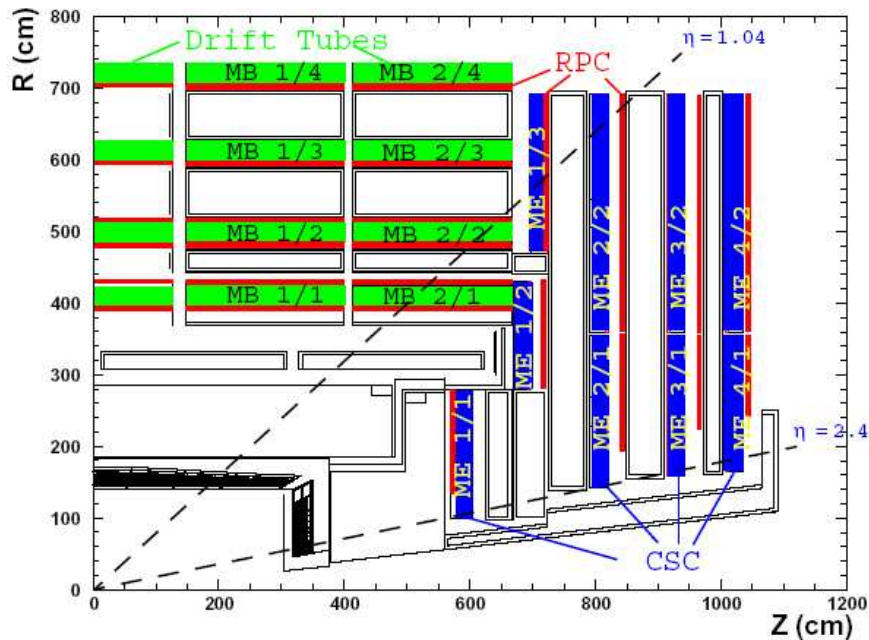 R (cm)
800
700
600
500
400
300
200
100
0
Drift Tubes
MB 1/4
MB 2/4
MB 1/3
MB 2/3
MB 1/2
MB 2/2
MB 1/1
MB 2/1
RPC
η = 1.04
ME 1/3
ME 2/2
ME 3/2
ME 4/2
ME 1/2
ME 1/1
ME 2/1
ME 3/1
ME 4/1
η = 2.4
CSC
0
200
400
600
800
1000
1200
Z (cm)